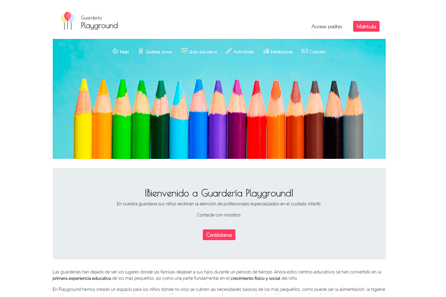 Guardería
Playground
Acceso padres
Matrícula
Inicio
Quiénes somos
Línea educativa
Actividades
Instalaciones
Contacto
¡Bienvenido a Guardería Playground!
En nuestra guardería sus niños recibirán la atención de profesionales especializados en el cuidado infantil.
Contacte con nosotros.
Contáctanos
Las guarderías han dejado de ser los lugares donde las familias dejaban a sus hijos durante un periodo de tiempo. Ahora estos centros educativos se han convertido en la
primera experiencia educativa de los más pequeños, así como una parte fundamental en el crecimiento físico y social del niño.
En Playground hemos creado un espacio para los niños donde no sólo se cubren las necesidades básicas de los más pequeños, como puede ser la alimentación, la higiene